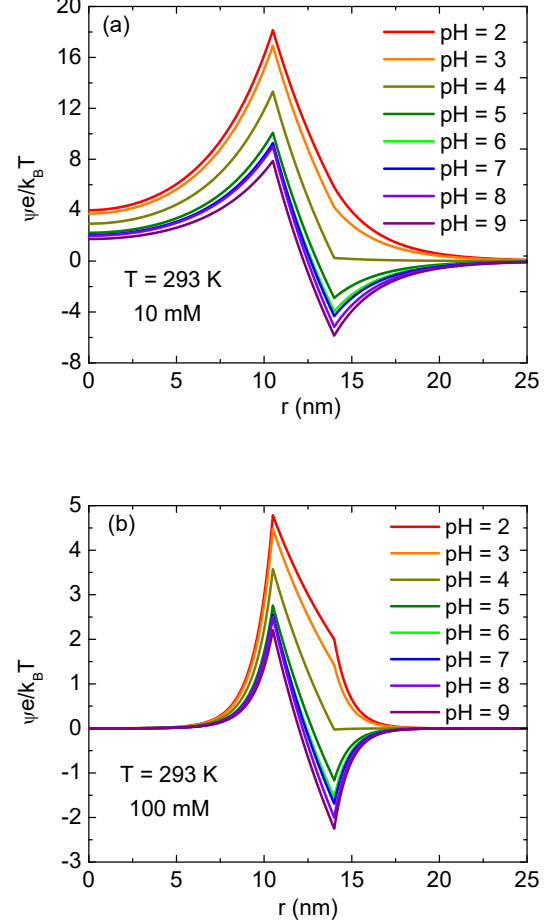 (a)
20
16
12
8
4
0
-4
-8
ψe/k_BT
pH = 2
pH = 3
pH = 4
pH = 5
pH = 6
pH = 7
pH = 8
pH = 9
T = 293 K
10 mM
0 5 10 15 20 25
r (nm)
(b)
5
4
3
2
1
0
-1
-2
-3
ψe/k_BT
pH = 2
pH = 3
pH = 4
pH = 5
pH = 6
pH = 7
pH = 8
pH = 9
T = 293 K
100 mM
0 5 10 15 20 25
r (nm)